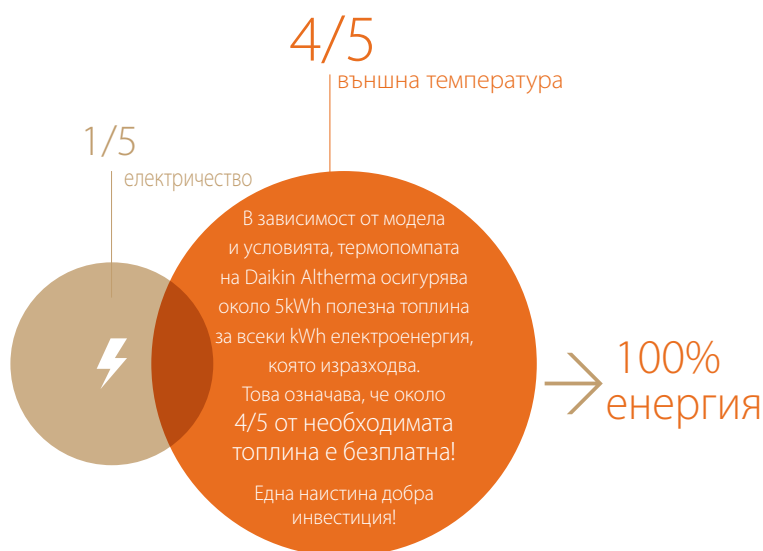 4/5
външна температура
1/5
електричество
В зависимост от модела
и условията, термопомпата
на Daikin Altherma осигурява
около 5kWh полезна топлина
за всеки kWh електроенергия,
която изразходва.
Това означава, че около
4/5 от необходимата
топлина е безплатна!
Една наистина добра
инвестиция!
100%
енергия